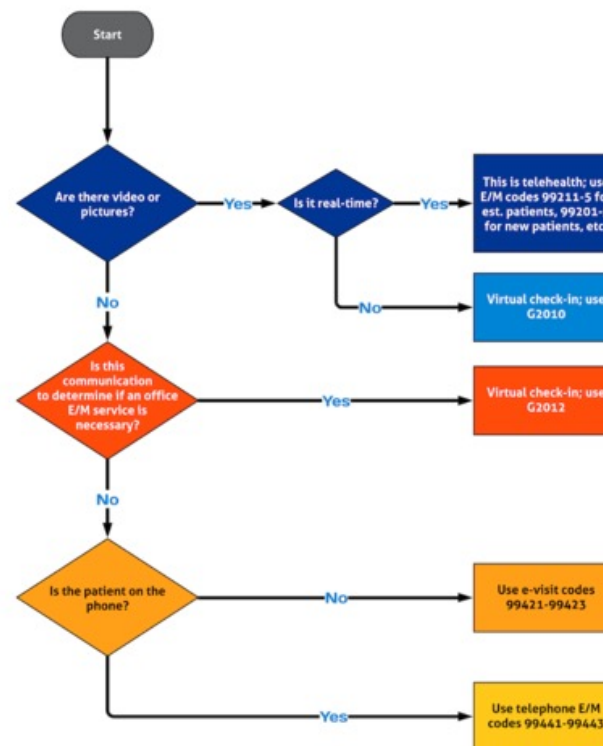 Start
Are there video or
pictures?
Yes
Is it real-time?
Yes
This is telehealth; use
E/M codes 99211-5 fo
est. patients, 99201-
for new patients, etc
No
No
Virtual check-in; use
G2010
Is this
communication
to determine if an office
E/M service is
necessary?
Yes
Virtual check-in; use
G2012
No
Is the patient on the
phone?
No
Use e-visit codes
99421-99423
Yes
Use telephone E/M
codes 99441-99443